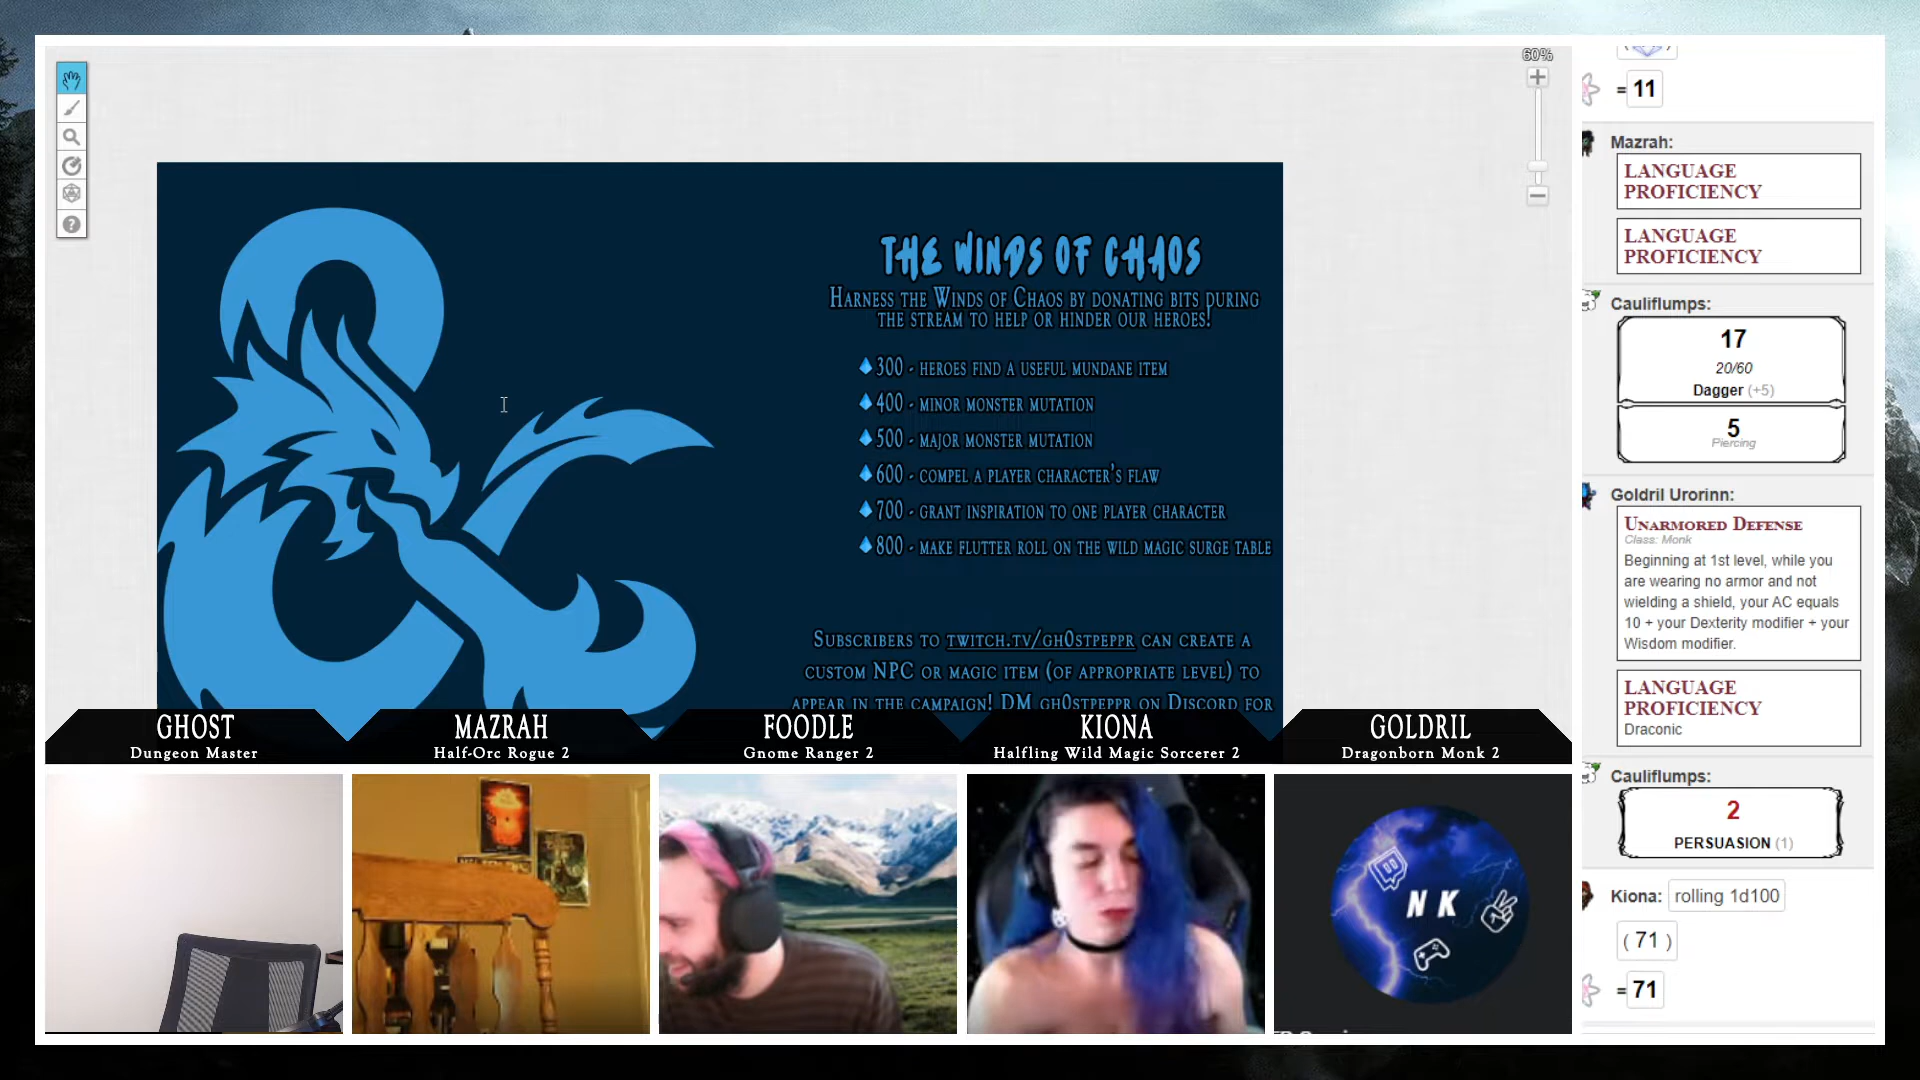 60%
THE WINDS OF CHAOS
HARNESS THE WINDS OF CHAOS BY DONATING BITS DURING
THE STREAM TO HELP OR HINDER OUR HEROES!
300 - HEROES FIND A USEFUL MUNDANE ITEM
400 - MINOR MONSTER MUTATION
500 - MAJOR MONSTER MUTATION
600 - COMPEL A PLAYER CHARACTER'S FLAW
700 - GRANT INSPIRATION TO ONE PLAYER CHARACTER
800 - MAKE FLUTTER ROLL ON THE WILD MAGIC SURGE TABLE
SUBSCRIBERS TO TWITCH.TV/GH0STPEPPR CAN CREATE A
CUSTOM NPC OR MAGIC ITEM (OF APPROPRIATE LEVEL) TO
APPEAR IN THE CAMPAIGN! DM GH0STPEPPR ON DISCORD FOR
GHOST
Dungeon Master
MAZRAH
Half-Orc Rogue 2
FOODLE
Gnome Ranger 2
KIONA
Halfling Wild Magic Sorcerer 2
GOLDRIL
Dragonborn Monk 2
N K
=11
Mazrah:
LANGUAGE
PROFICIENCY
LANGUAGE
PROFICIENCY
Cauliflumps:
17
20/60
Dagger (+5)
5
Piercing
Goldril Urorinn:
UNARMORED DEFENSE
Class: Monk
Beginning at 1st level, while you
are wearing no armor and not
wielding a shield, your AC equals
10 + your Dexterity modifier + your
Wisdom modifier.
LANGUAGE
PROFICIENCY
Draconic
Cauliflumps:
2
PERSUASION (1)
Kiona: rolling 1d100
( 71 )
=71